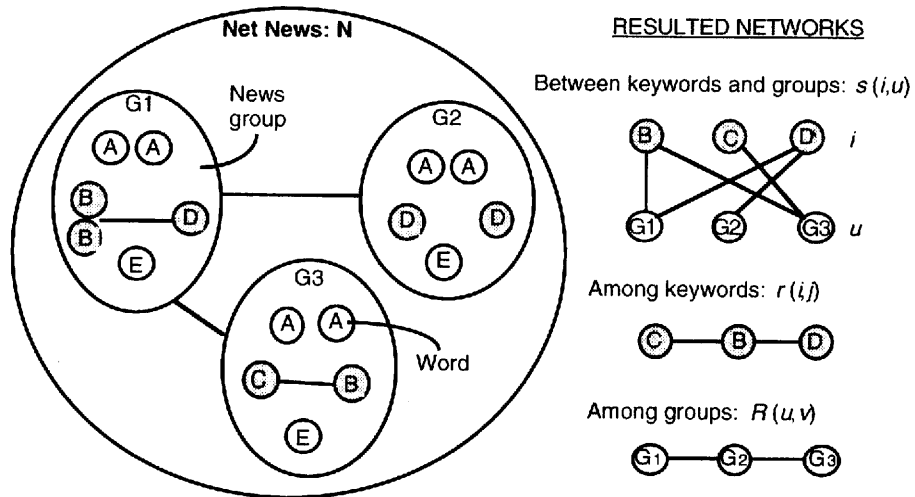 Net News: N
G1
News
group
A A
B
B
D
E
G2
A A
D D
E
G3
A A
Word
C B
E
RESULTED NETWORKS
Between keywords and groups: s (i,u)
B C D i
G1 G2 G3 u
Among keywords: r (i,j)
C B D
Among groups: R (u,v)
G1 G2 G3